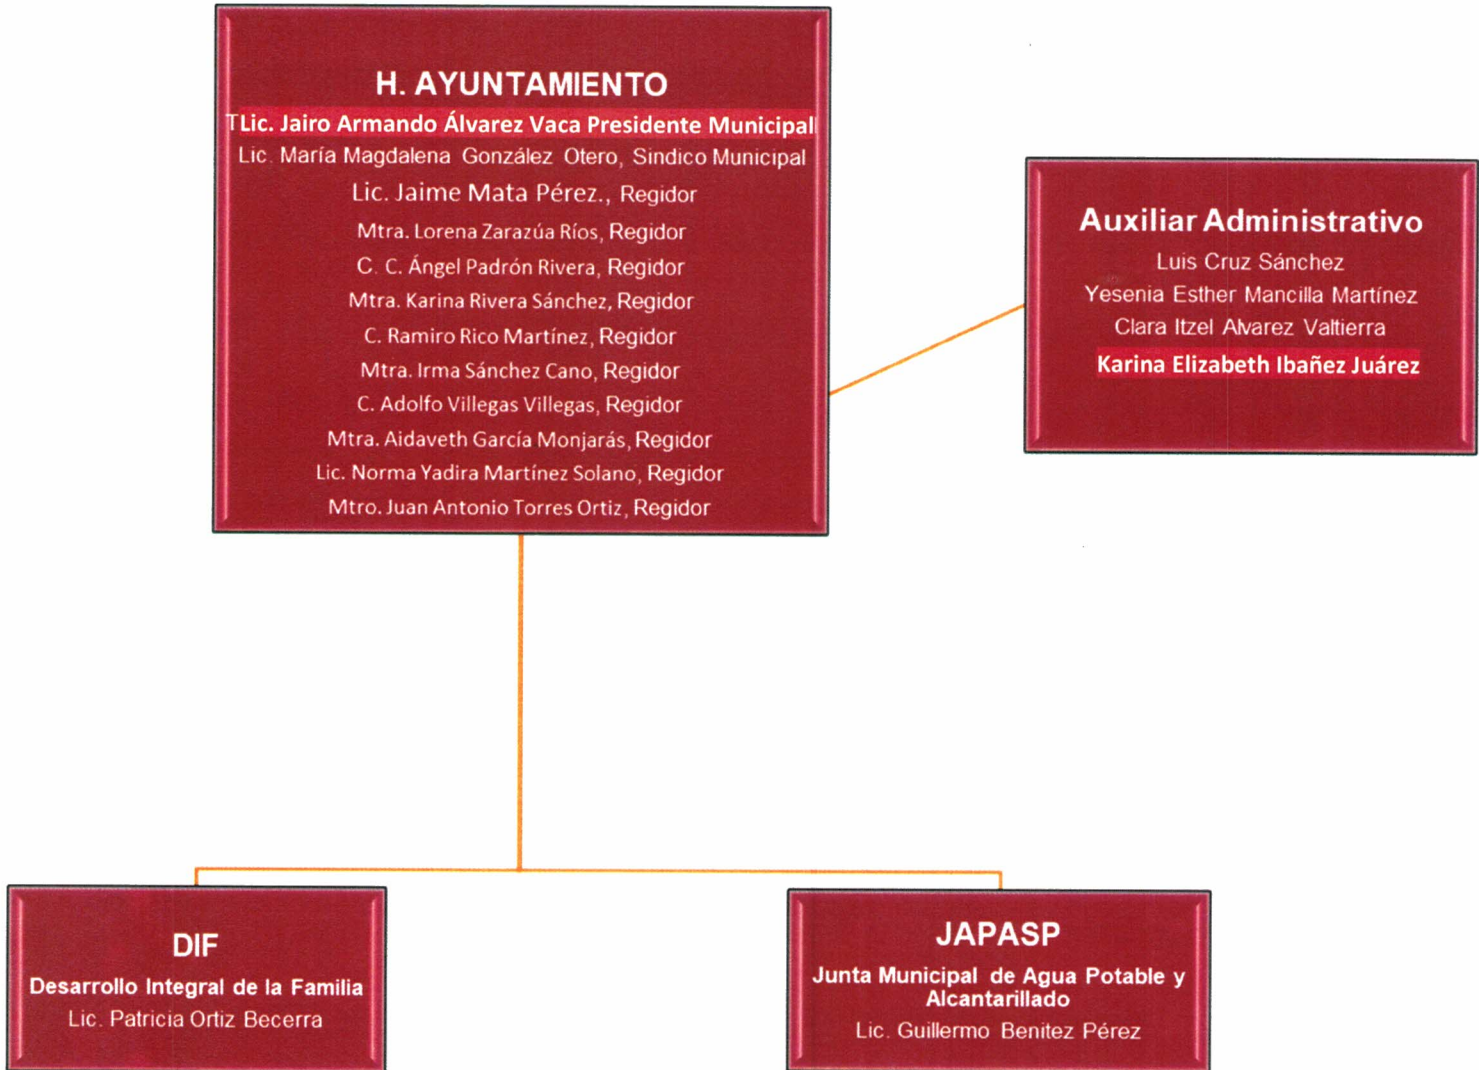 H. AYUNTAMIENTO
TLic. Jairo Armando Álvarez Vaca Presidente Municipal
Lic. María Magdalena González Otero, Sindico Municipal
Lic. Jaime Mata Pérez., Regidor
Mtra. Lorena Zarazúa Ríos, Regidor
C. C. Ángel Padrón Rivera, Regidor
Mtra. Karina Rivera Sánchez, Regidor
C. Ramiro Rico Martínez, Regidor
Mtra. Irma Sánchez Cano, Regidor
C. Adolfo Villegas Villegas, Regidor
Mtra. Aidaveth García Monjarás, Regidor
Lic. Norma Yadira Martínez Solano, Regidor
Mtro. Juan Antonio Torres Ortiz, Regidor
Auxiliar Administrativo
Luis Cruz Sánchez
Yesenia Esther Mancilla Martínez
Clara Itzel Alvarez Valtierra
Karina Elizabeth Ibañez Juárez
DIF
Desarrollo Integral de la Familia
Lic. Patricia Ortiz Becerra
JAPASP
Junta Municipal de Agua Potable y
Alcantarillado
Lic. Guillermo Benitez Pérez